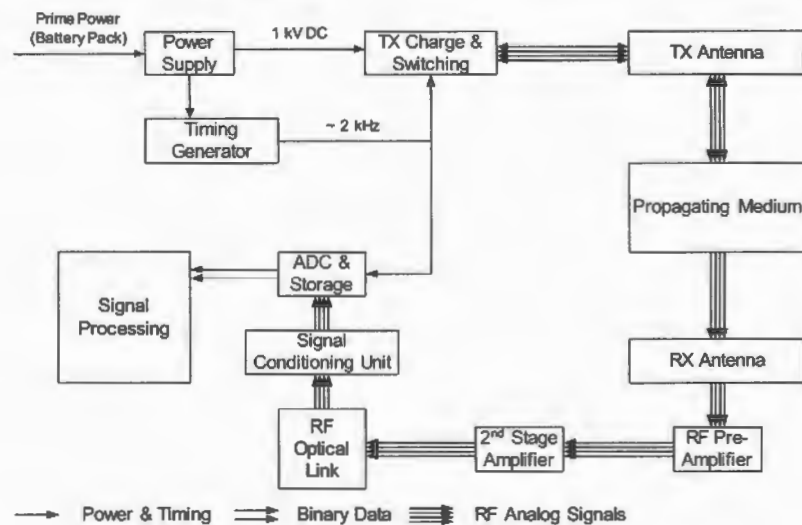 Prime Power
(Battery Pack)
Power
Supply
1 kV DC
TX Charge &
Switching
TX Antenna
Timing
Generator
~ 2 kHz
Propagating Medium
Signal
Processing
ADC &
Storage
Signal
Conditioning Unit
RX Antenna
RF
Optical
Link
2nd Stage
Amplifier
RF Pre-
Amplifier
Power & Timing
Binary Data
RF Analog Signals